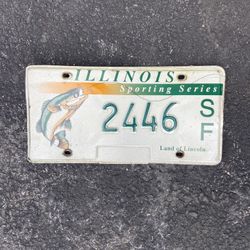 ILLINOIS
Sporting Series
2446 SF
Land of Lincoln